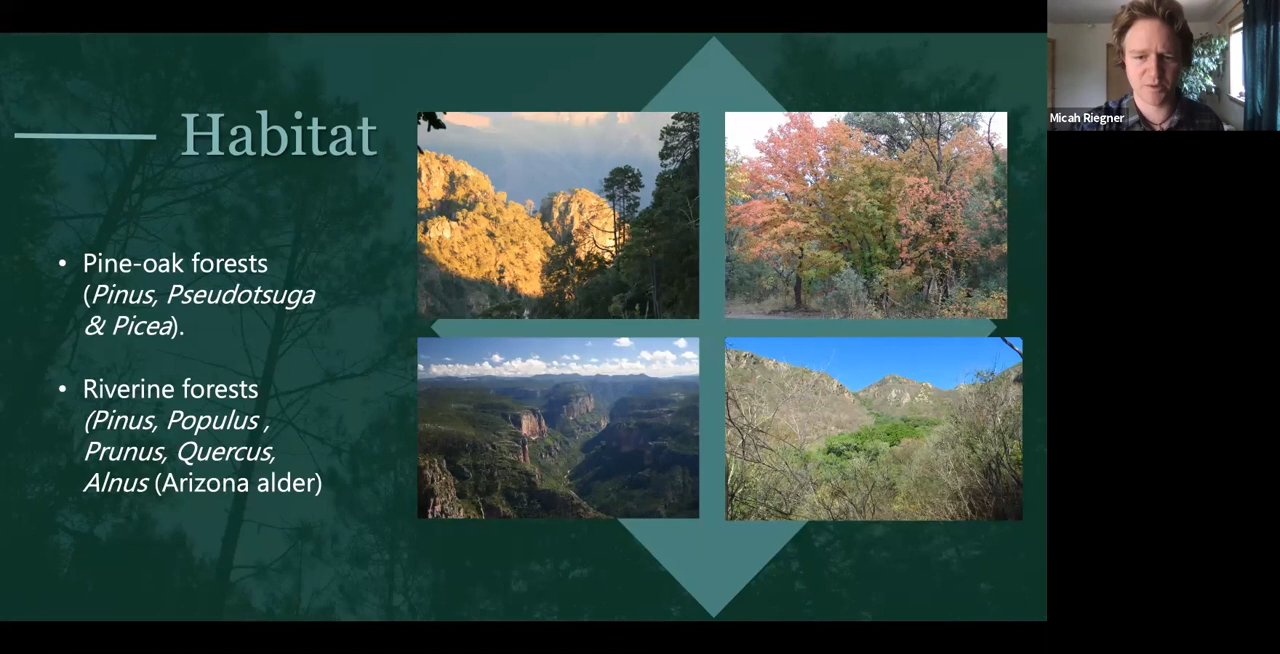 Habitat
• Pine-oak forests
(Pinus, Pseudotsuga
& Picea).
• Riverine forests
(Pinus, Populus ,
Prunus, Quercus,
Alnus (Arizona alder)
Micah Riegner